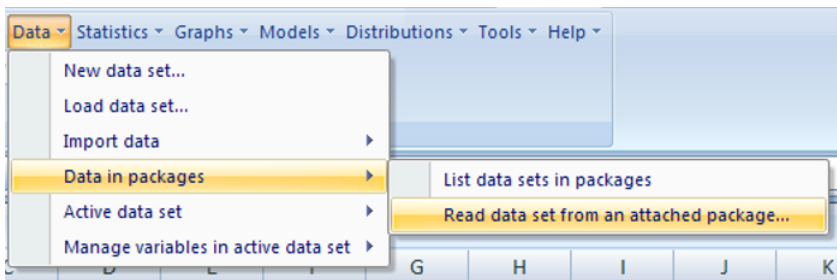 Data Statistics Graphs Models Distributions Tools Help
New data set...
Load data set...
Import data
Data in packages
List data sets in packages
Active data set
Read data set from an attached package...
Manage variables in active data set
G H I J K